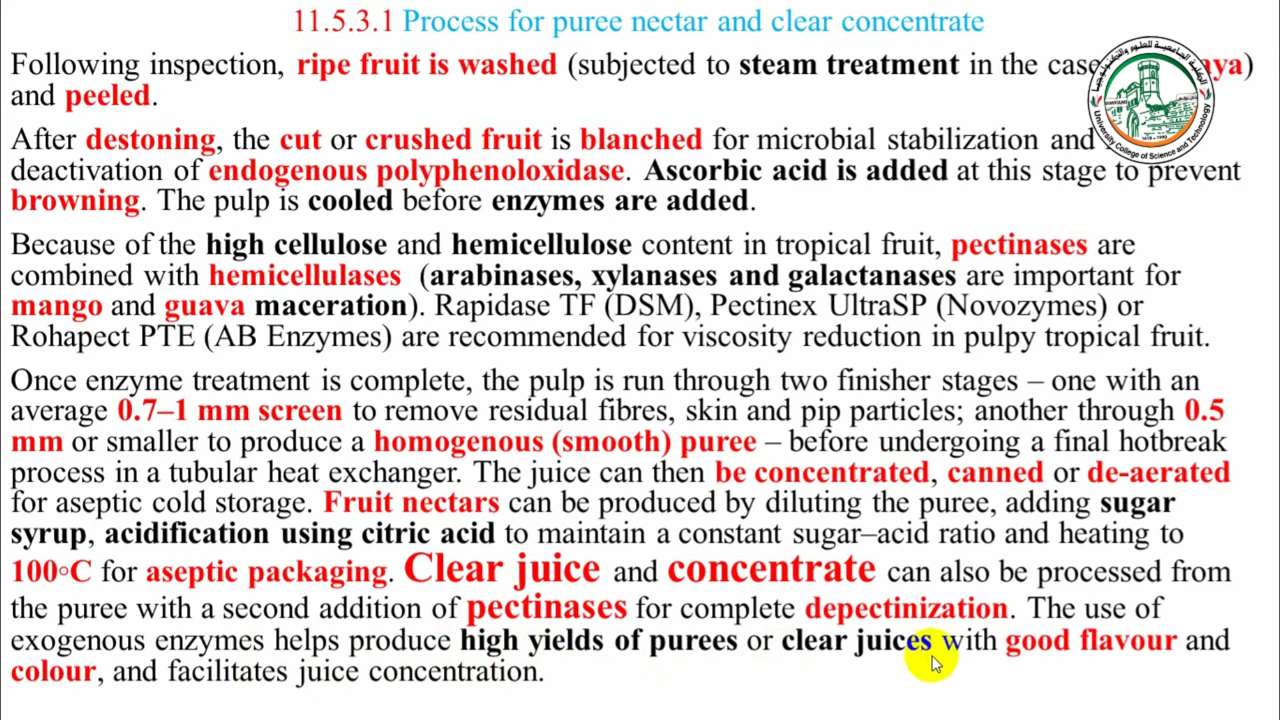 11.5.3.1 Process for puree nectar and clear concentrate
Following inspection, ripe fruit is washed (subjected to steam treatment in the case aya)
and peeled.
After destoning, the cut or crushed fruit is blanched for microbial stabilization and
deactivation of endogenous polyphenoloxidase. Ascorbic acid is added at this stage to prevent
browning. The pulp is cooled before enzymes are added.
Because of the high cellulose and hemicellulose content in tropical fruit, pectinases are
combined with hemicellulases (arabinases, xylanases and galactanases are important for
mango and guava maceration). Rapidase TF (DSM), Pectinex UltraSP (Novozymes) or
Rohapect PTE (AB Enzymes) are recommended for viscosity reduction in pulpy tropical fruit.
Once enzyme treatment is complete, the pulp is run through two finisher stages – one with an
average 0.7–1 mm screen to remove residual fibres, skin and pip particles; another through 0.5
mm or smaller to produce a homogenous (smooth) puree – before undergoing a final hotbreak
process in a tubular heat exchanger. The juice can then be concentrated, canned or de-aerated
for aseptic cold storage. Fruit nectars can be produced by diluting the puree, adding sugar
syrup, acidification using citric acid to maintain a constant sugar–acid ratio and heating to
100◦C for aseptic packaging. Clear juice and concentrate can also be processed from
the puree with a second addition of pectinases for complete depectinization. The use of
exogenous enzymes helps produce high yields of purees or clear juices with good flavour and
colour, and facilitates juice concentration.
University College of Science and Technology